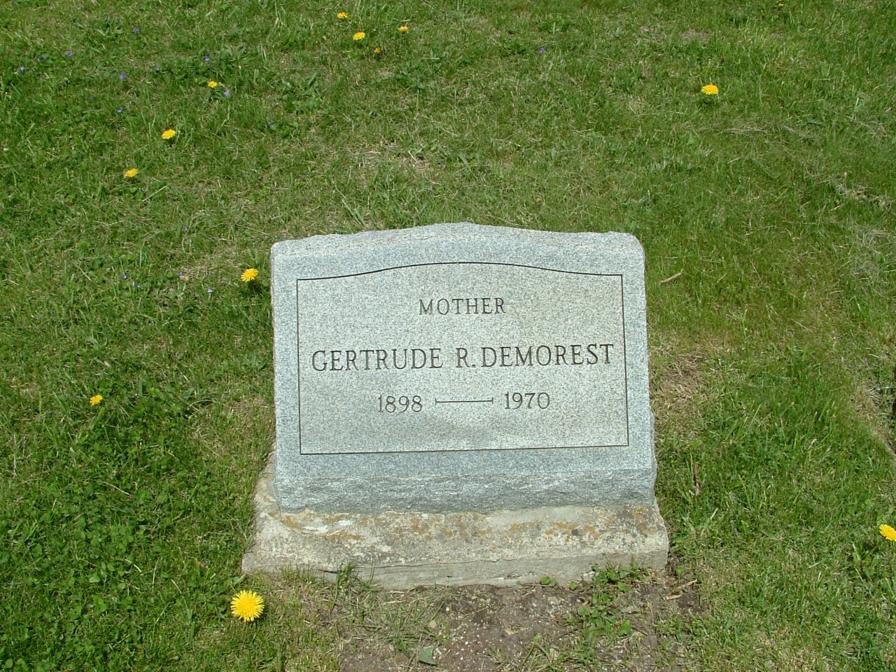 MOTHER
GERTRUDE R. DEMOREST
1898 — 1970